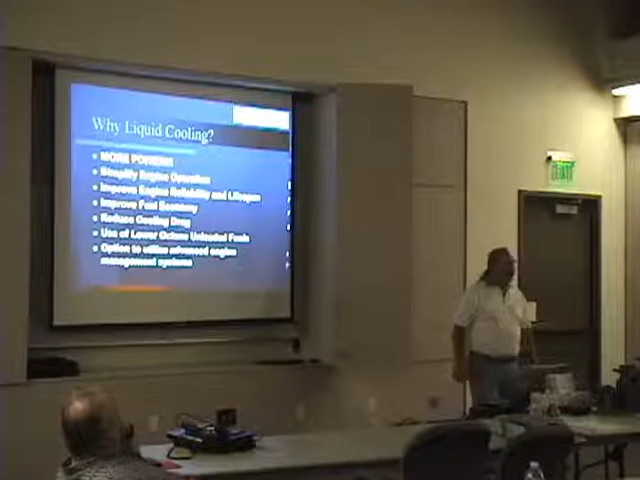 Why Liquid Cooling?
MORE POWER!!!
Simplify Engine Operation
Improve Engine Reliability and Lifespan
Improve Fuel Economy
Reduce Cooling Drag
Use of Lower Octane Unleaded Fuels
Option to utilize advanced engine
management systems
EXIT